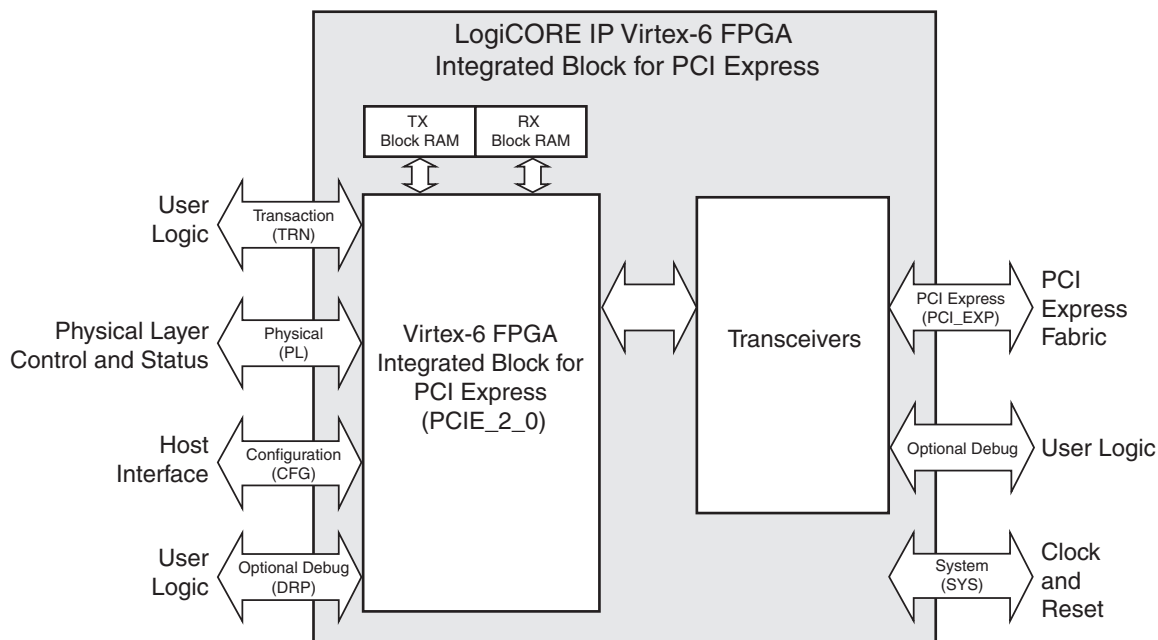 LogiCORE IP Virtex-6 FPGA
Integrated Block for PCI Express
TX
Block RAM
RX
Block RAM
User
Logic
Transaction
(TRN)
Physical Layer
Control and Status
Physical
(PL)
Host
Interface
Configuration
(CFG)
User
Logic
Optional Debug
(DRP)
Virtex-6 FPGA
Integrated Block for
PCI Express
(PCIE_2_0)
Transceivers
PCI Express
(PCI_EXP)
PCI
Express
Fabric
Optional Debug
User Logic
System
(SYS)
Clock
and
Reset